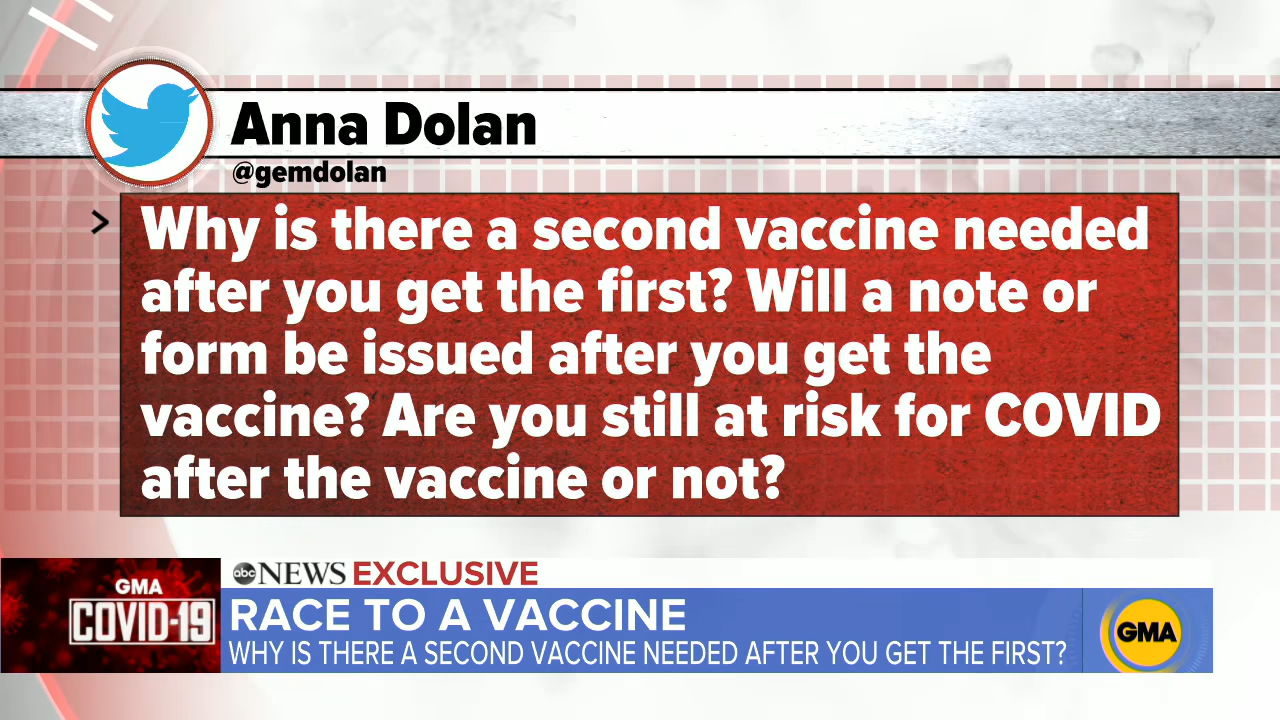 Anna Dolan
@gemdolan
> Why is there a second vaccine needed
after you get the first? Will a note or
form be issued after you get the
vaccine? Are you still at risk for COVID
after the vaccine or not?
GMA
COVID-19
abc NEWS EXCLUSIVE
RACE TO A VACCINE
WHY IS THERE A SECOND VACCINE NEEDED AFTER YOU GET THE FIRST?
GMA